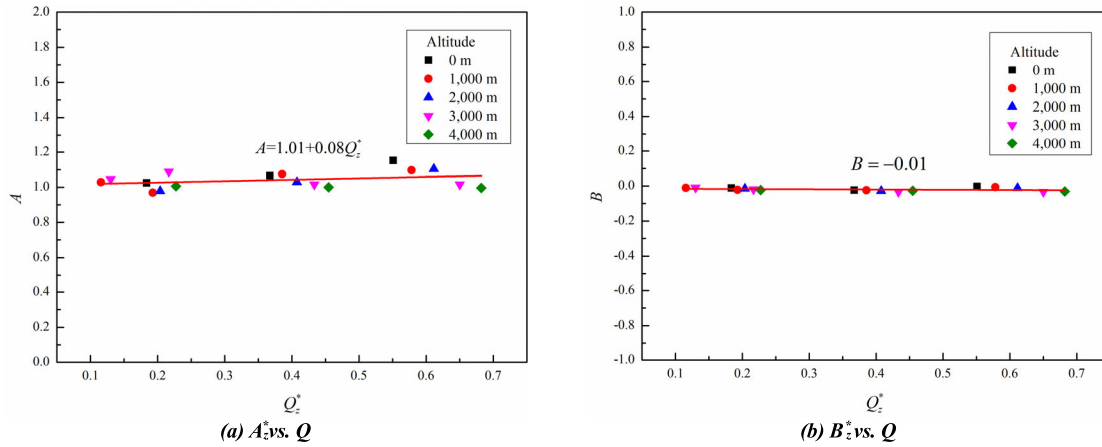 2.0
1.8
1.6
1.4
1.2
1.0
0.8
0.6
0.4
0.2
0.0
A
Altitude
0 m
1,000 m
2,000 m
3,000 m
4,000 m
A=1.01+0.08Q_z^*
0.1 0.2 0.3 0.4 0.5 0.6 0.7
Q_z^*
(a) A_z^* vs. Q
1.0
0.8
0.6
0.4
0.2
0.0
-0.2
-0.4
-0.6
-0.8
-1.0
B
Altitude
0 m
1,000 m
2,000 m
3,000 m
4,000 m
B = −0.01
0.1 0.2 0.3 0.4 0.5 0.6 0.7
Q_z^*
(b) B_z^* vs. Q